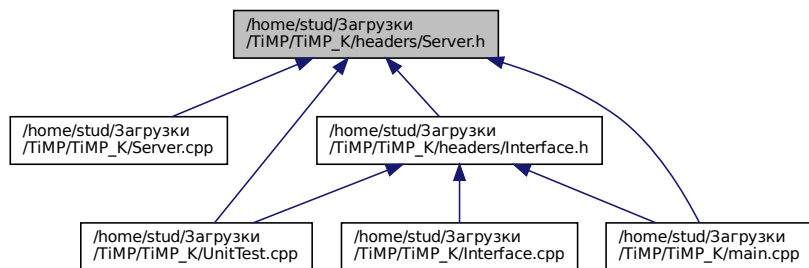 /home/stud/Загрузки
/TiMP/TiMP_K/headers/Server.h
/home/stud/Загрузки
/TiMP/TiMP_K/Server.cpp
/home/stud/Загрузки
/TiMP/TiMP_K/headers/Interface.h
/home/stud/Загрузки
/TiMP/TiMP_K/UnitTest.cpp
/home/stud/Загрузки
/TiMP/TiMP_K/Interface.cpp
/home/stud/Загрузки
/TiMP/TiMP_K/main.cpp